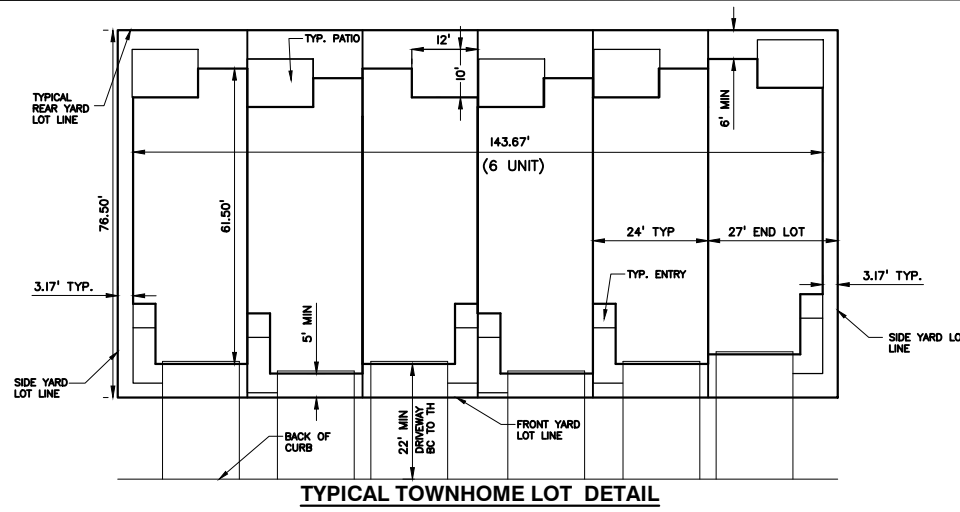 TYP. PATIO
12'
10'
TYPICAL
REAR YARD
LOT LINE
6' MIN
143.67'
(6 UNIT)
76.50'
61.50'
24' TYP
27' END LOT
3.17' TYP.
TYP. ENTRY
3.17' TYP.
5' MIN
SIDE YARD LO
LINE
SIDE YARD
LOT LINE
22' MIN
DRIVEWAY
BC TO TH
FRONT YARD
LOT LINE
BACK OF
CURB
TYPICAL TOWNHOME LOT DETAIL